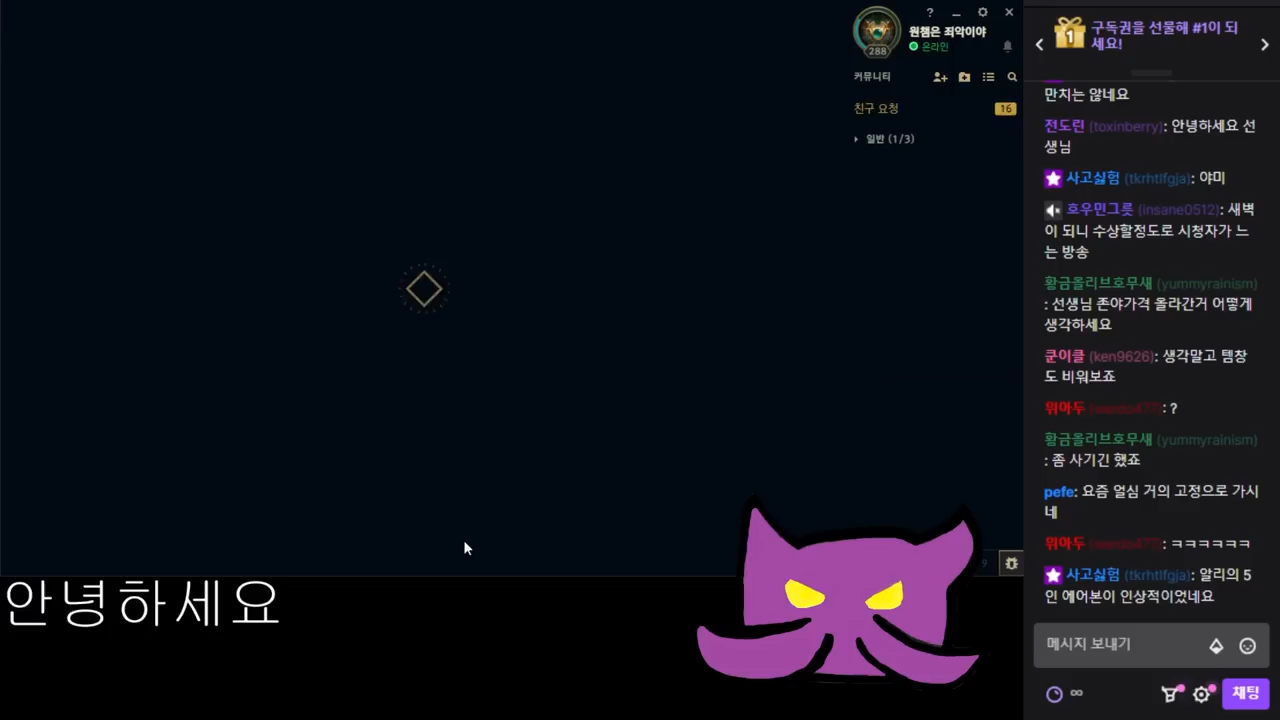 원챔은 죄악이야
온라인
288
커뮤니티
친구 요청
16
일반 (1/3)
안녕하세요
1
구독권을 선물해 #1이 되
세요!
만치는 않네요
전도린 (toxinberry): 안녕하세요 선
생님
사고싫험 (tkrhtlfgja): 야미
호우민그릇 (insane0512): 새벽
이 되니 수상할정도로 시청자가 느
는 방송
황금올리브호무새 (yummyrainism)
: 선생님 존야가격 올라간거 어떻게
생각하세요
쿤이클 (ken9626): 생각말고 템창
도 비워보죠
위아두 : ?
황금올리브호무새 (yummyrainism)
: 좀 사기긴 했죠
pefe: 요즘 열심 거의 고정으로 가시
네
위아두 : ㅋㅋㅋㅋㅋㅋ
사고싫험 (tkrhtlfgja): 알리의 5
인 에어본이 인상적이었네요
메시지 보내기
∞
채팅